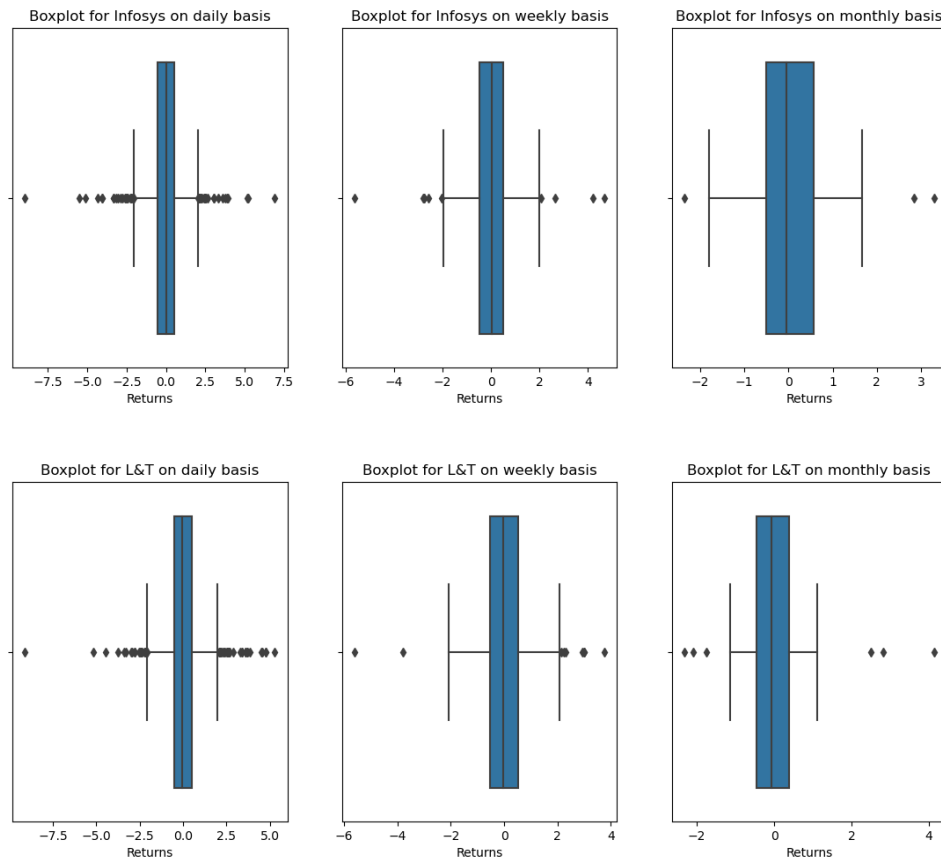 Boxplot for Infosys on daily basis
−7.5 −5.0 −2.5 0.0 2.5 5.0 7.5
Returns
Boxplot for Infosys on weekly basis
−6 −4 −2 0 2 4
Returns
Boxplot for Infosys on monthly basis
−2 −1 0 1 2 3
Returns
Boxplot for L&T on daily basis
−7.5 −5.0 −2.5 0.0 2.5 5.0
Returns
Boxplot for L&T on weekly basis
−6 −4 −2 0 2 4
Returns
Boxplot for L&T on monthly basis
−2 0 2 4
Returns